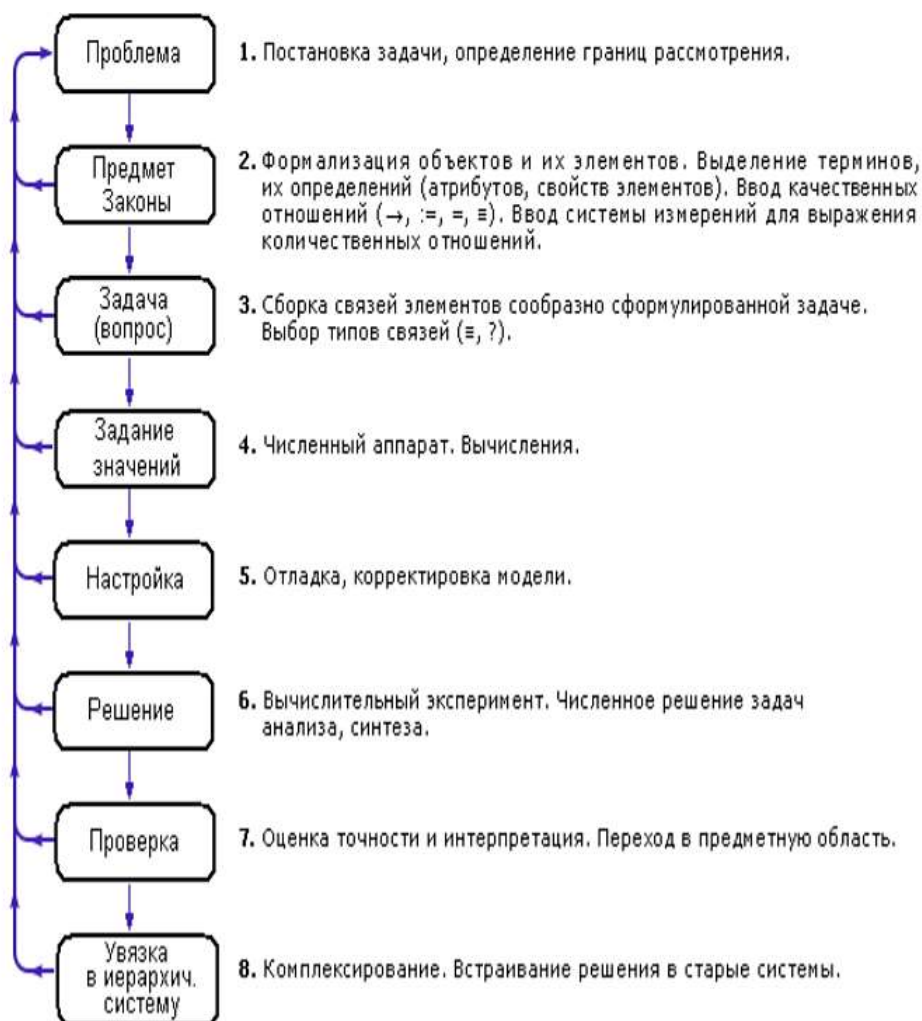 Проблема
1. Постановка задачи, определение границ рассмотрения.
Предмет
Законы
2. Формализация объектов и их элементов. Выделение терминов,
их определений (атрибутов, свойств элементов). Ввод качественных
отношений (→, :=, =, ≡). Ввод системы измерений для выражения
количественных отношений.
Задача
(вопрос)
3. Сборка связей элементов сообразно сформулированной задаче.
Выбор типов связей (≡, ?).
Задание
значений
4. Численный аппарат. Вычисления.
Настройка
5. Отладка, корректировка модели.
Решение
6. Вычислительный эксперимент. Численное решение задач
анализа, синтеза.
Проверка
7. Оценка точности и интерпретация. Переход в предметную область.
Увязка
в иерархич.
систему
8. Комплексирование. Встраивание решения в старые системы.